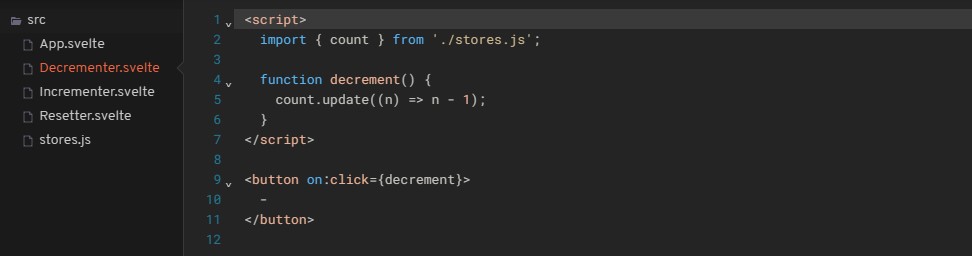 src
App.svelte
Decrementer.svelte
Incrementer.svelte
Resetter.svelte
stores.js
1 <script>
2   import { count } from './stores.js';
3
4   function decrement() {
5     count.update((n) => n - 1);
6   }
7 </script>
8
9 <button on:click={decrement}>
10   -
11 </button>
12